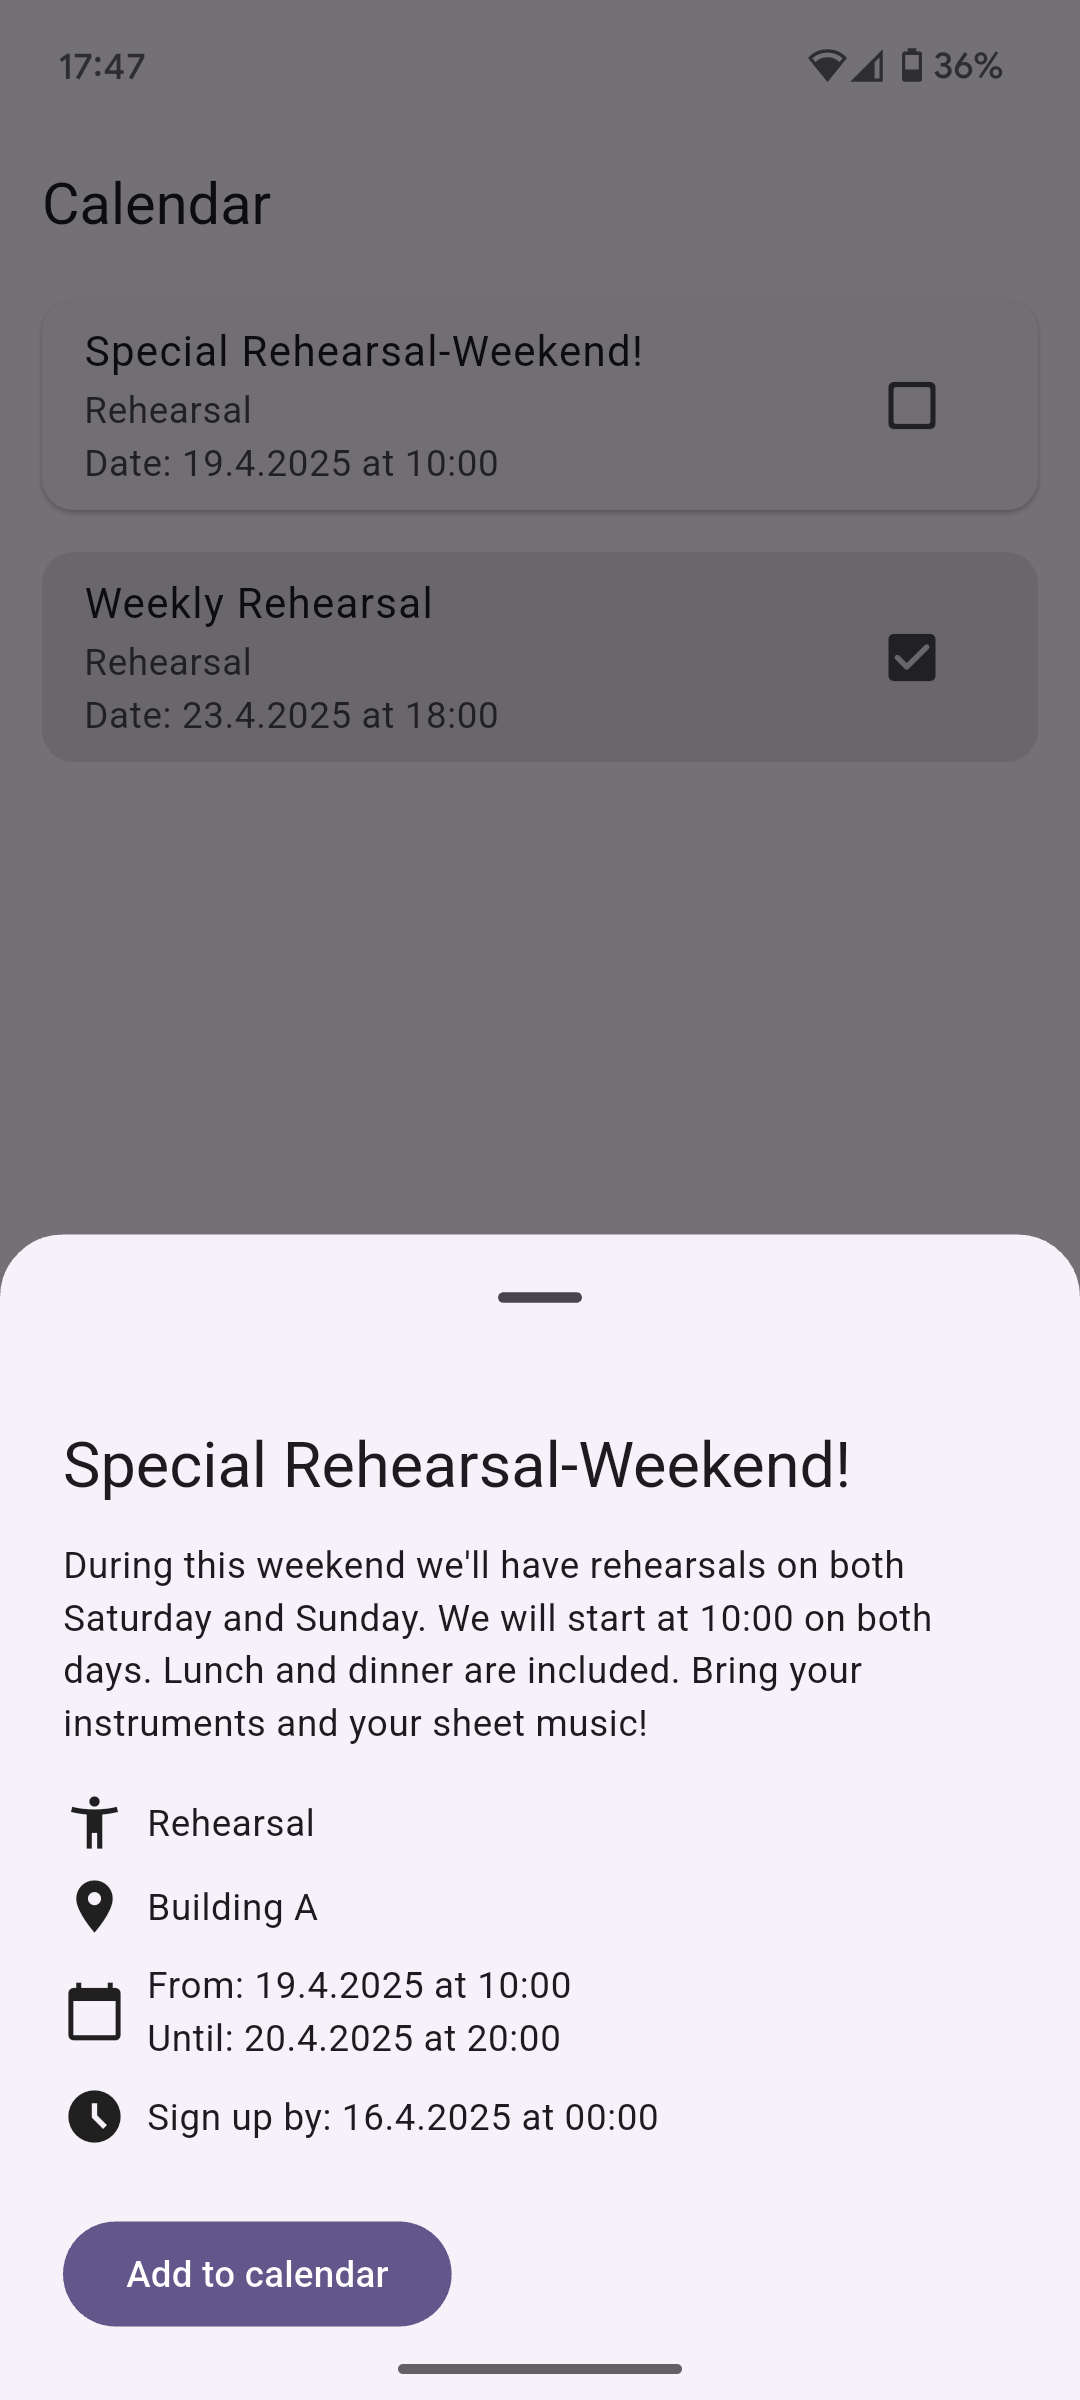 17:47
36%
Calendar
Special Rehearsal-Weekend!
Rehearsal
Date: 19.4.2025 at 10:00
Weekly Rehearsal
Rehearsal
Date: 23.4.2025 at 18:00
Special Rehearsal-Weekend!
During this weekend we'll have rehearsals on both
Saturday and Sunday. We will start at 10:00 on both
days. Lunch and dinner are included. Bring your
instruments and your sheet music!
Rehearsal
Building A
From: 19.4.2025 at 10:00
Until: 20.4.2025 at 20:00
Sign up by: 16.4.2025 at 00:00
Add to calendar